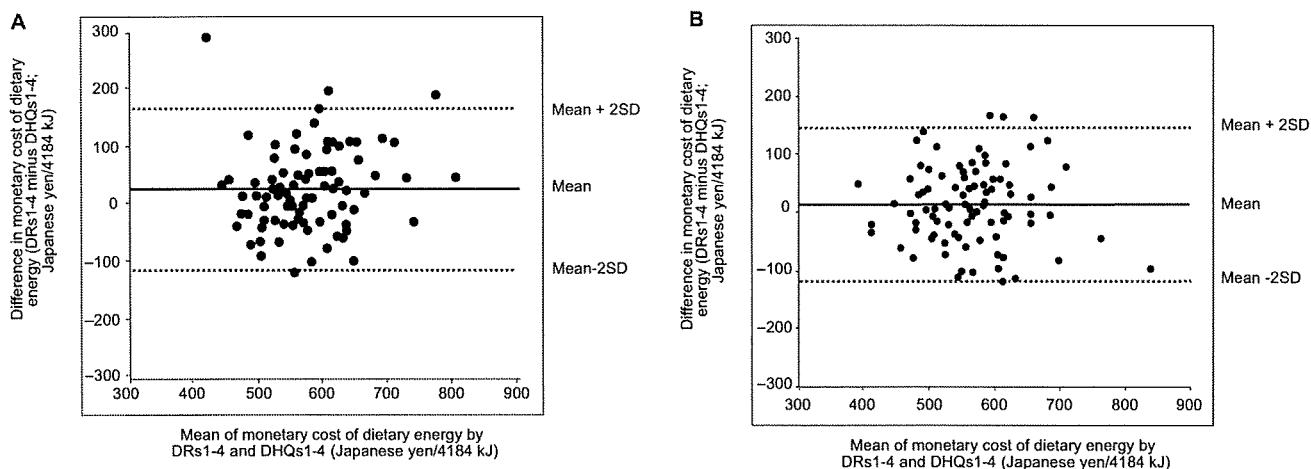 A
Difference in monetary cost of dietary
energy (DRs1-4 minus DHQs1-4;
Japanese yen/4184 kJ)
300
200
100
0
–100
–200
–300
300 400 500 600 700 800 900
Mean + 2SD
Mean
Mean-2SD
Mean of monetary cost of dietary energy by
DRs1-4 and DHQs1-4 (Japanese yen/4184 kJ)
B
Difference in monetary cost of dietary
energy (DRs1-4 minus DHQs1-4;
Japanese yen/4184 kJ)
300
200
100
0
–100
–200
–300
300 400 500 600 700 800 900
Mean + 2SD
Mean
Mean -2SD
Mean of monetary cost of dietary energy by
DRs1-4 and DHQs1-4 (Japanese yen/4184 kJ)